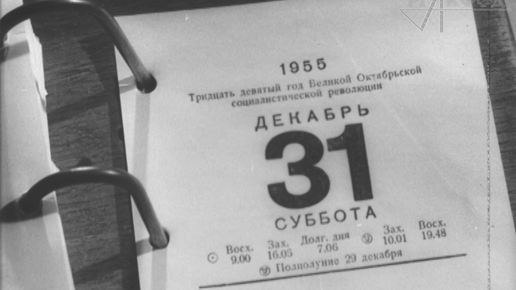 1955
Тридцать девятый год Великой Октябрьской
социалистической революции
ДЕКАБРЬ
31
СУББОТА
Восх. Зах. Долг. дня Зах. Восх.
9.00 16.05 7.06 10.01 19.48
Полнолуние 29 декабря